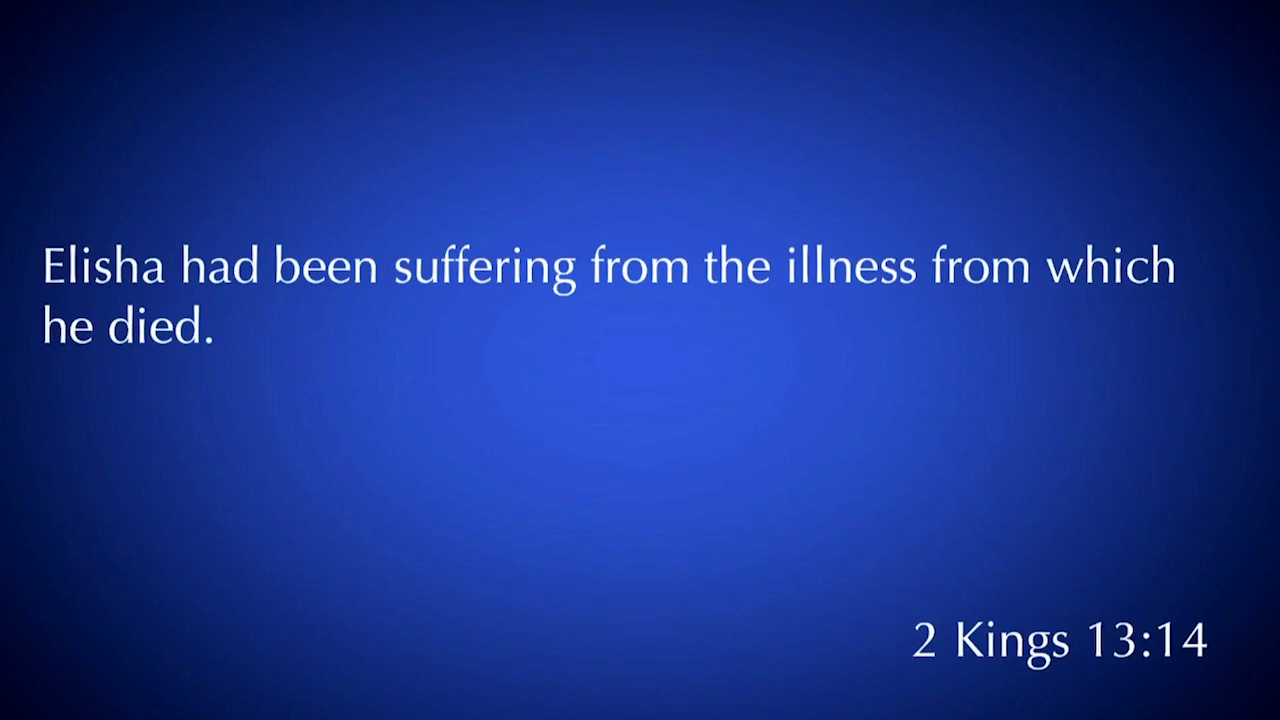 Elisha had been suffering from the illness from which
he died.
2 Kings 13:14